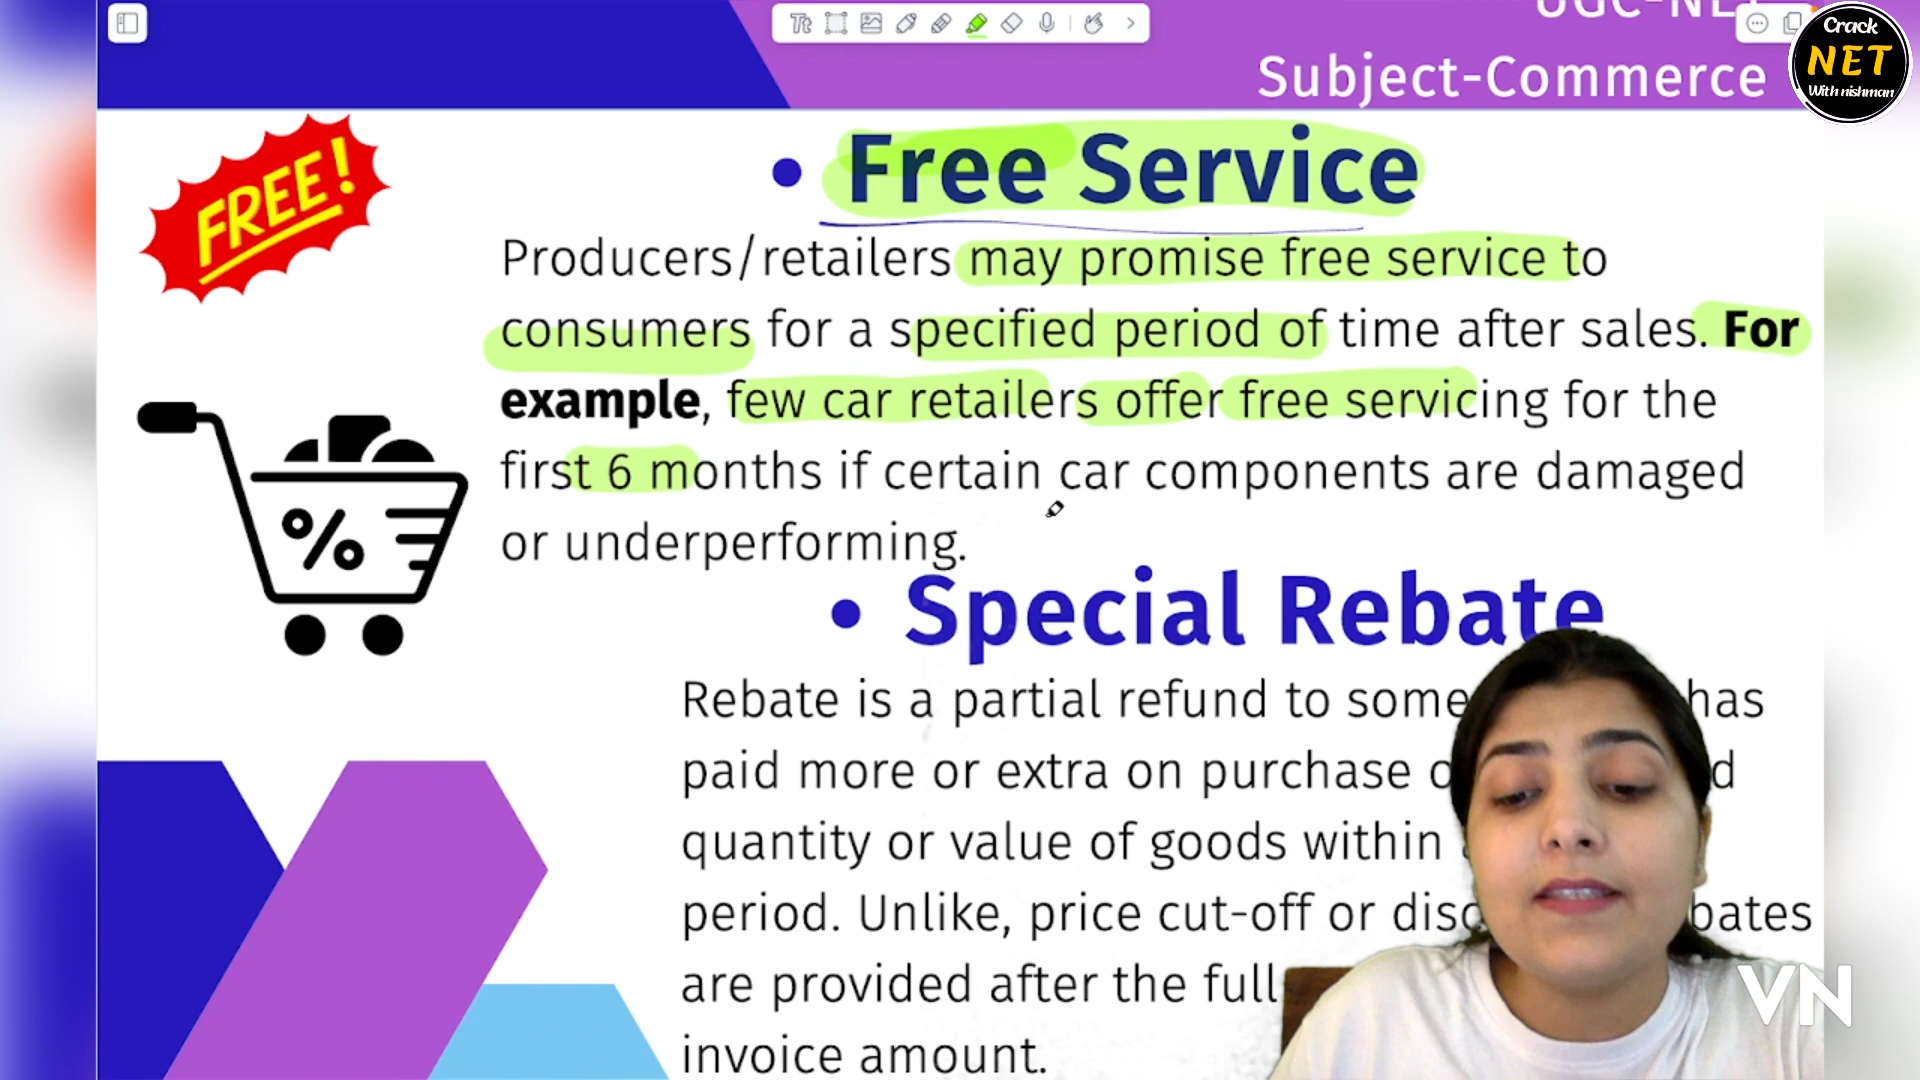 UGC-NET
Subject-Commerce
Crack
NET
With nishman
Tt
FREE!
• Free Service
Producers/retailers may promise free service to
consumers for a specified period of time after sales. For
example, few car retailers offer free servicing for the
first 6 months if certain car components are damaged
or underperforming.
%
• Special Rebate
Rebate is a partial refund to some has
paid more or extra on purchase
quantity or value of goods within
period. Unlike, price cut-off or
are provided after the full
invoice amount.
VN